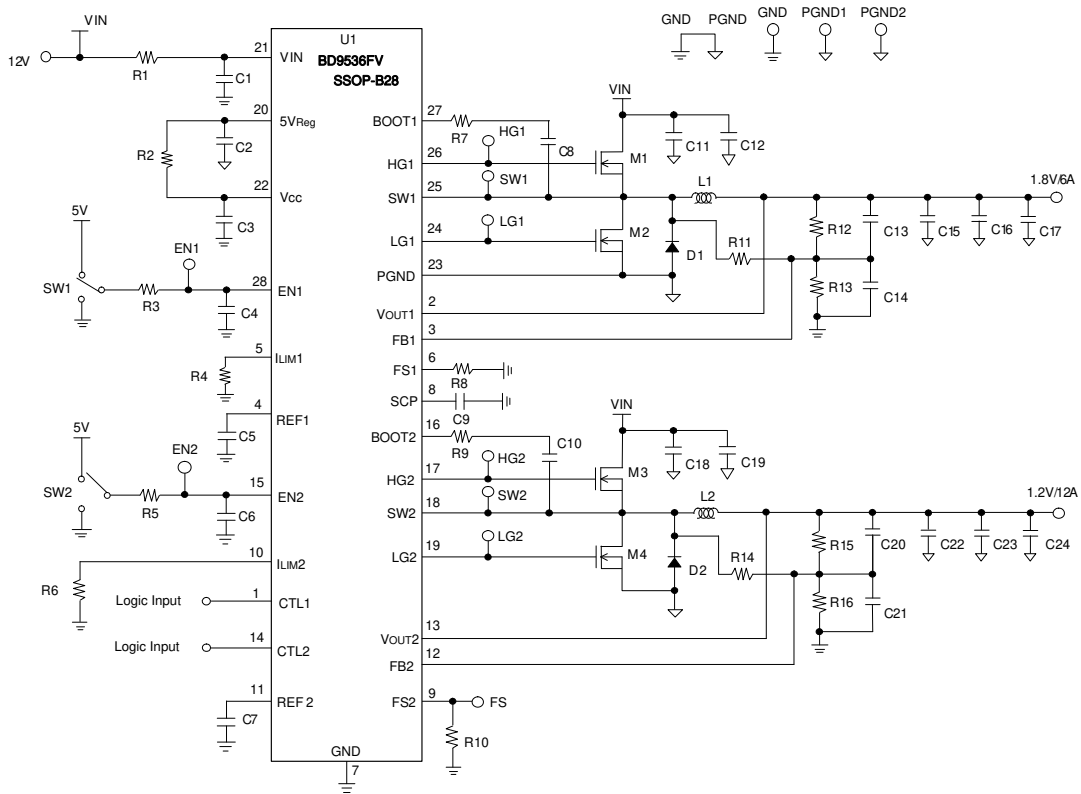 VIN
12V
R1
21
VIN
C1
20
5VReg
C2
R2
22
Vcc
C3
5V
EN1
SW1
R3
28
EN1
C4
5
ILIM1
R4
4
REF1
C5
5V
EN2
SW2
R5
15
EN2
C6
10
ILIM2
R6
Logic Input
1
CTL1
Logic Input
14
CTL2
11
REF2
C7
U1
BD9536FV
SSOP-B28
GND
7
GND
PGND
GND
PGND1
PGND2
27
BOOT1
R7
HG1
C8
26
HG1
SW1
25
SW1
24
LG1
LG1
23
PGND
2
VOUT1
3
FB1
6
FS1
R8
8
SCP
C9
VIN
M1
C11
C12
M2
D1
L1
R11
R12
C13
R13
C14
C15
C16
C17
1.8V/6A
16
BOOT2
R9
C10
17
HG2
HG2
18
SW2
SW2
19
LG2
LG2
13
VOUT2
12
FB2
9
FS2
FS
R10
VIN
M3
C18
C19
M4
D2
L2
R14
R15
C20
R16
C21
C22
C23
C24
1.2V/12A